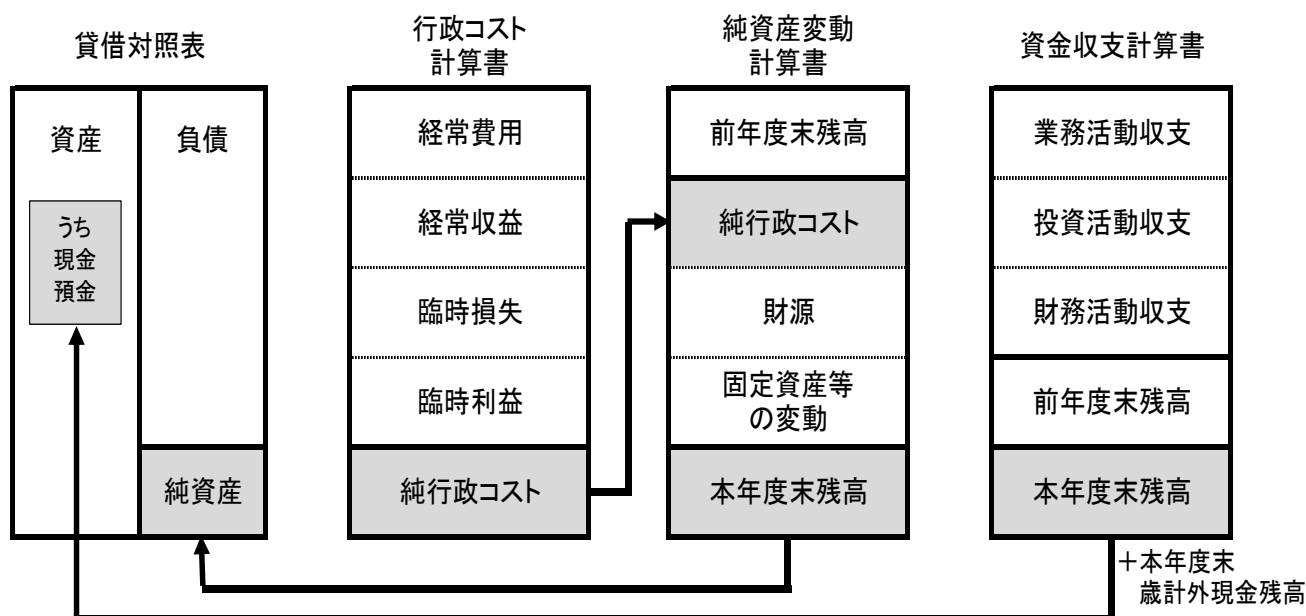 貸借対照表
行政コスト
計算書
純資産変動
計算書
資金収支計算書
資産
負債
うち
現金
預金
純資産
経常費用
経常収益
臨時損失
臨時利益
純行政コスト
前年度末残高
純行政コスト
財源
固定資産等
の変動
本年度末残高
業務活動収支
投資活動収支
財務活動収支
前年度末残高
本年度末残高
＋本年度末
歳計外現金残高